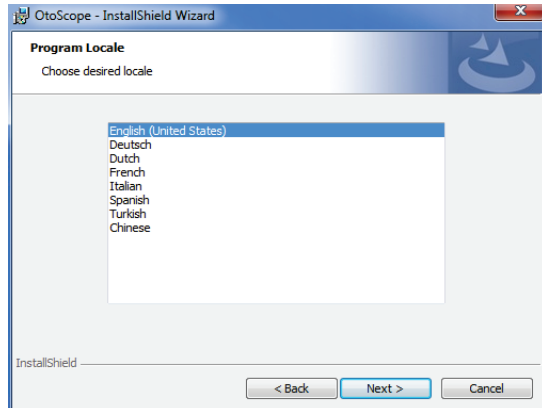 OtoScope - InstallShield Wizard
Program Locale
Choose desired locale
English (United States)
Deutsch
Dutch
French
Italian
Spanish
Turkish
Chinese
InstallShield
< Back Next > Cancel